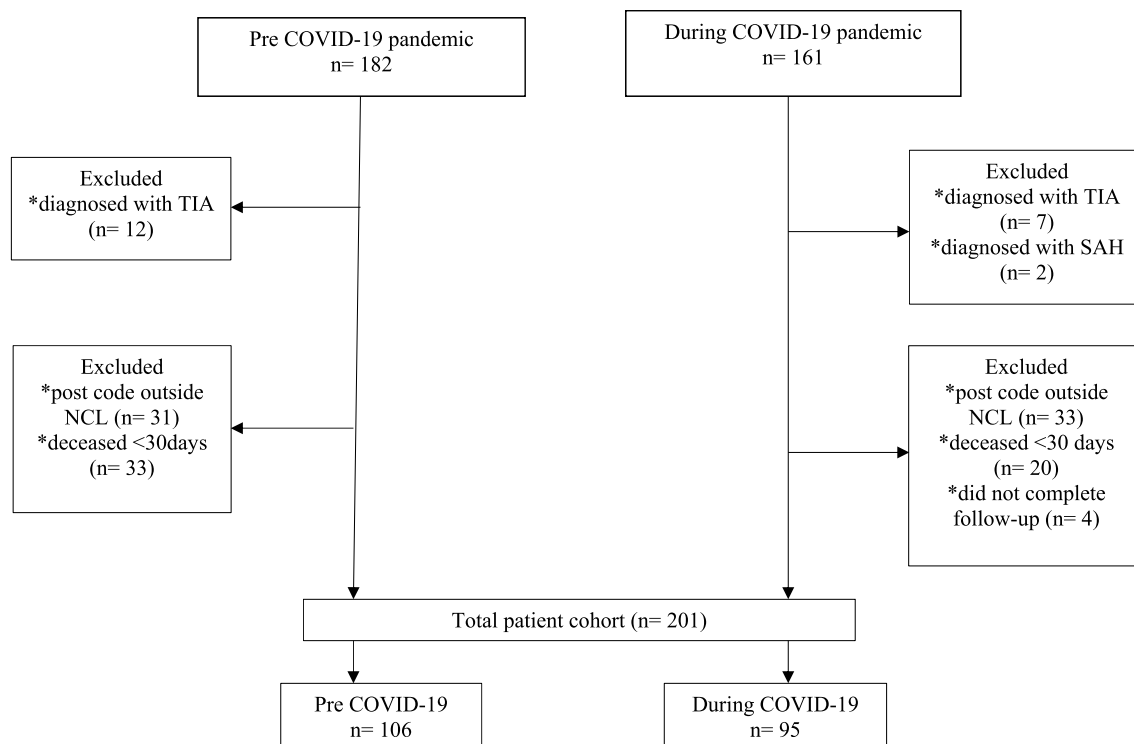 Pre COVID-19 pandemic
n= 182
During COVID-19 pandemic
n= 161
Excluded
*diagnosed with TIA
(n= 12)
Excluded
*diagnosed with TIA
(n= 7)
*diagnosed with SAH
(n= 2)
Excluded
*post code outside
NCL (n= 31)
*deceased <30days
(n= 33)
Excluded
*post code outside
NCL (n= 33)
*deceased <30 days
(n= 20)
*did not complete
follow-up (n= 4)
Total patient cohort (n= 201)
Pre COVID-19
n= 106
During COVID-19
n= 95